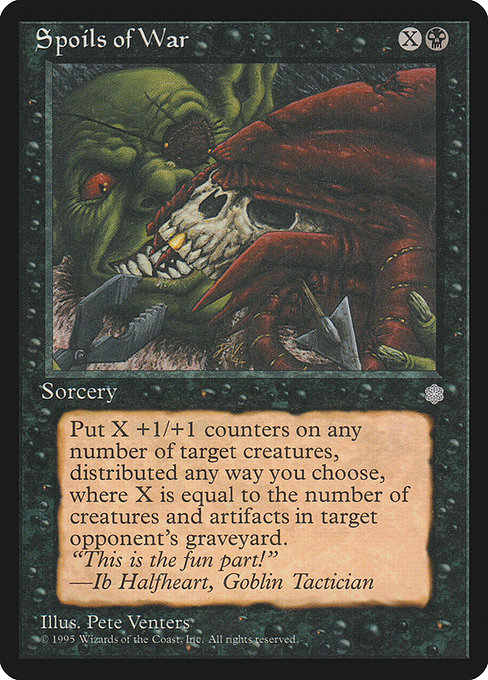 Spoils of War X
Sorcery
Put X +1/+1 counters on any
number of target creatures,
distributed any way you choose,
where X is equal to the number of
creatures and artifacts in target
opponent's graveyard.
“This is the fun part!”
—Ib Halfheart, Goblin Tactician
Illus. Pete Venters
© 1995 Wizards of the Coast, Inc. All rights reserved.